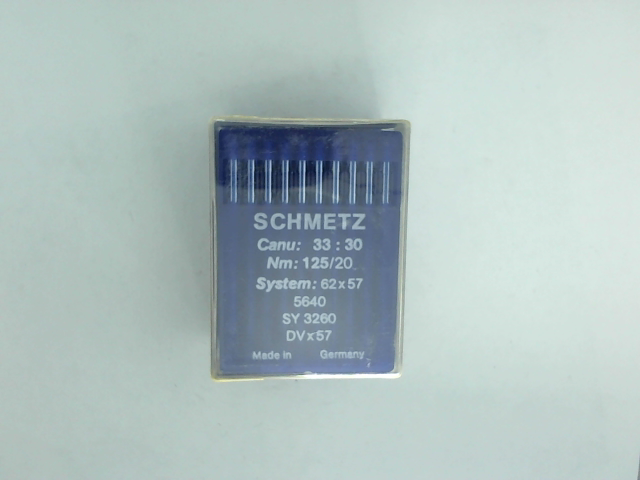 SCHMETZ
Canu: 33 : 30
Nm: 125/20
System: 62x57
5640
SY 3260
DVx57
Made in Germany